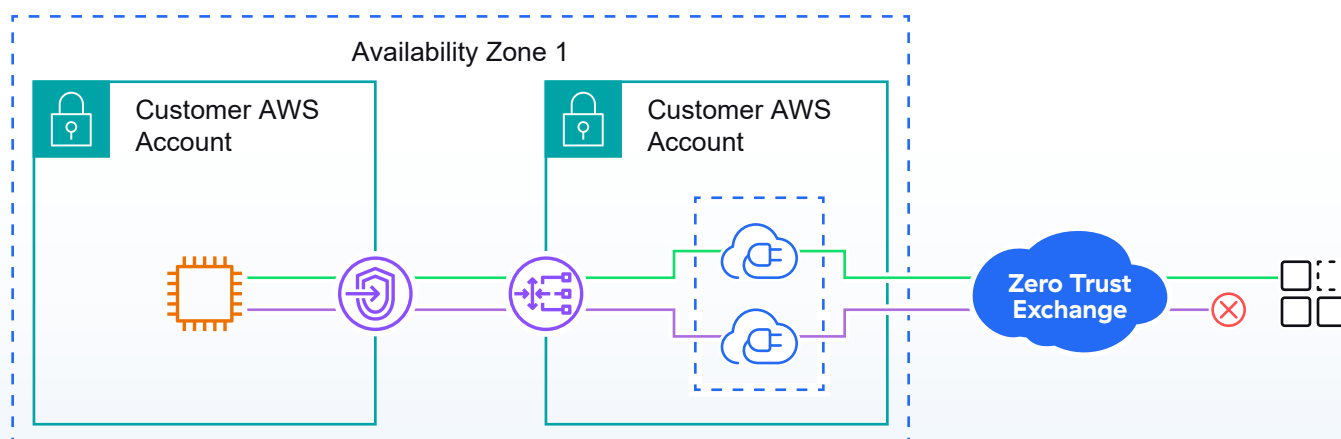 Availability Zone 1
Customer AWS
Account
Customer AWS
Account
Zero Trust
Exchange